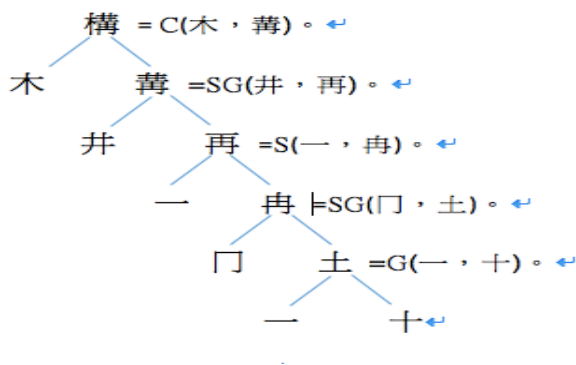 構 = C(木，冓)。
木 冓 =SG(井，再)。
井 再 =S(一，冉)。
一 冉 =SG(冂，土)。
冂 土 =G(一，十)。
一 十